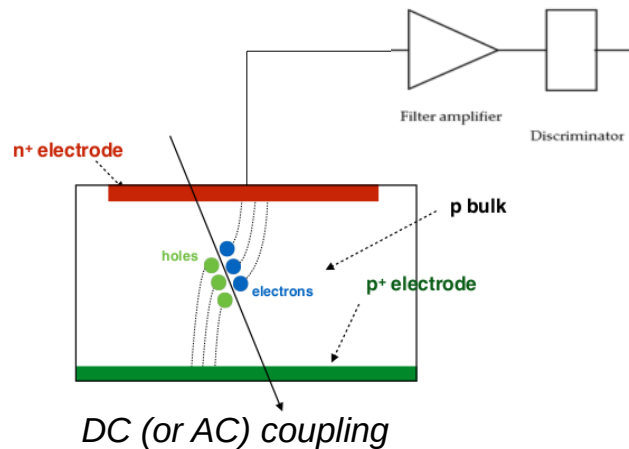 Filter amplifier
Discriminator
n+ electrode
p bulk
holes
p+ electrode
electrons
DC (or AC) coupling